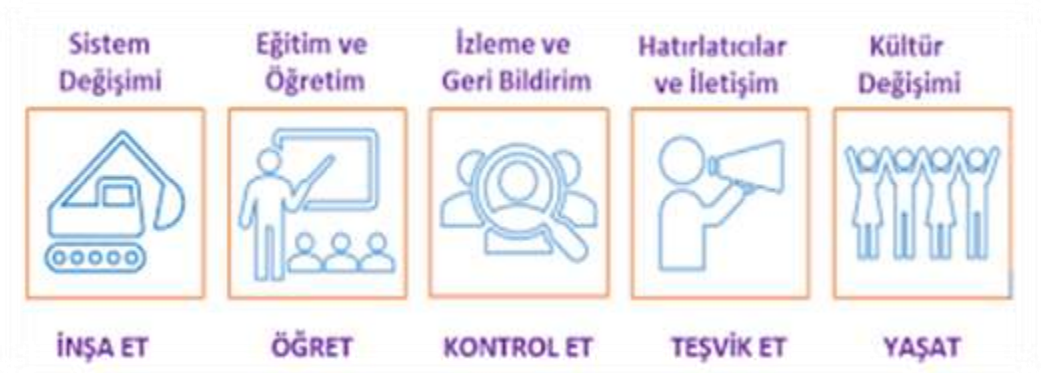 Sistem
Değişimi
Eğitim ve
Öğretim
İzleme ve
Geri Bildirim
Hatırlatıcılar
ve İletişim
Kültür
Değişimi
İNŞA ET
ÖĞRET
KONTROL ET
TEŞVİK ET
YAŞAT